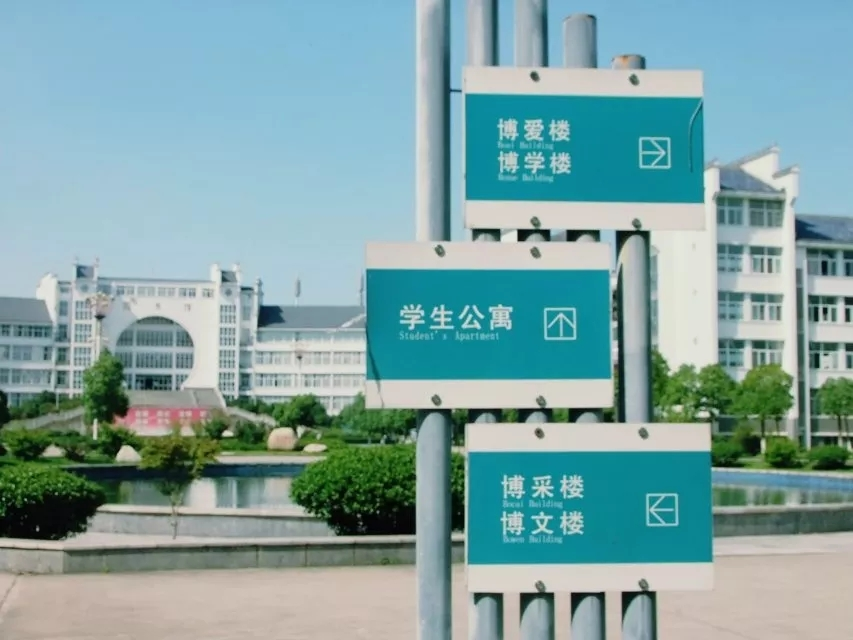 博爱楼
Boai Building
博学楼
Boxue Building
学生公寓
Student's Apartment
博采楼
Bocai Building
博文楼
Bowen Building